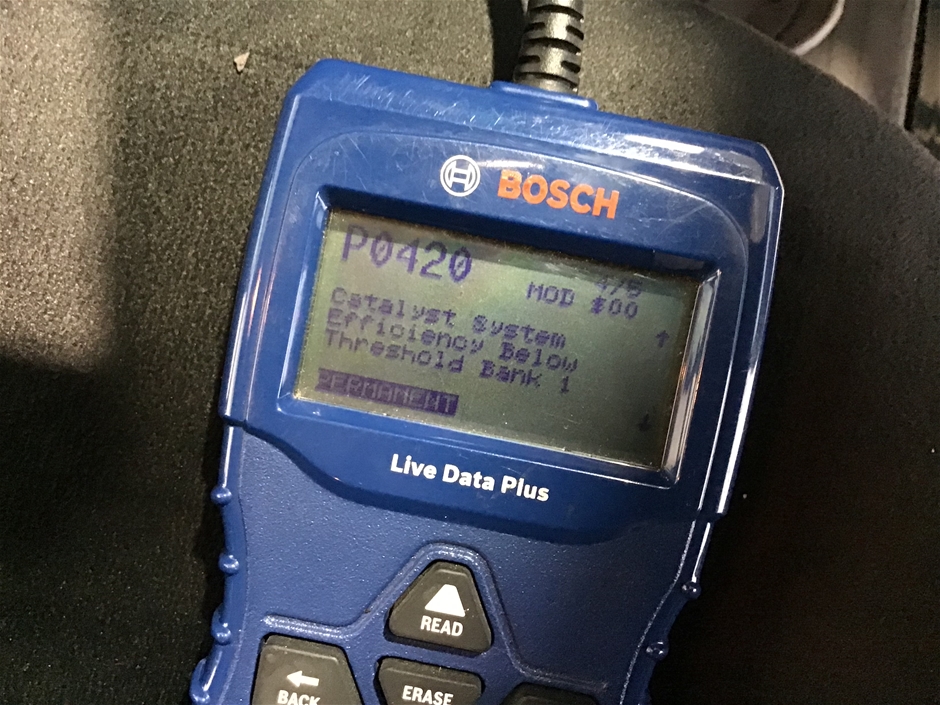 BOSCH
P0420
4/5
MOD $00
Catalyst System
Efficiency Below
Threshold Bank 1
PERMANENT
Live Data Plus
READ
BACK
ERASE